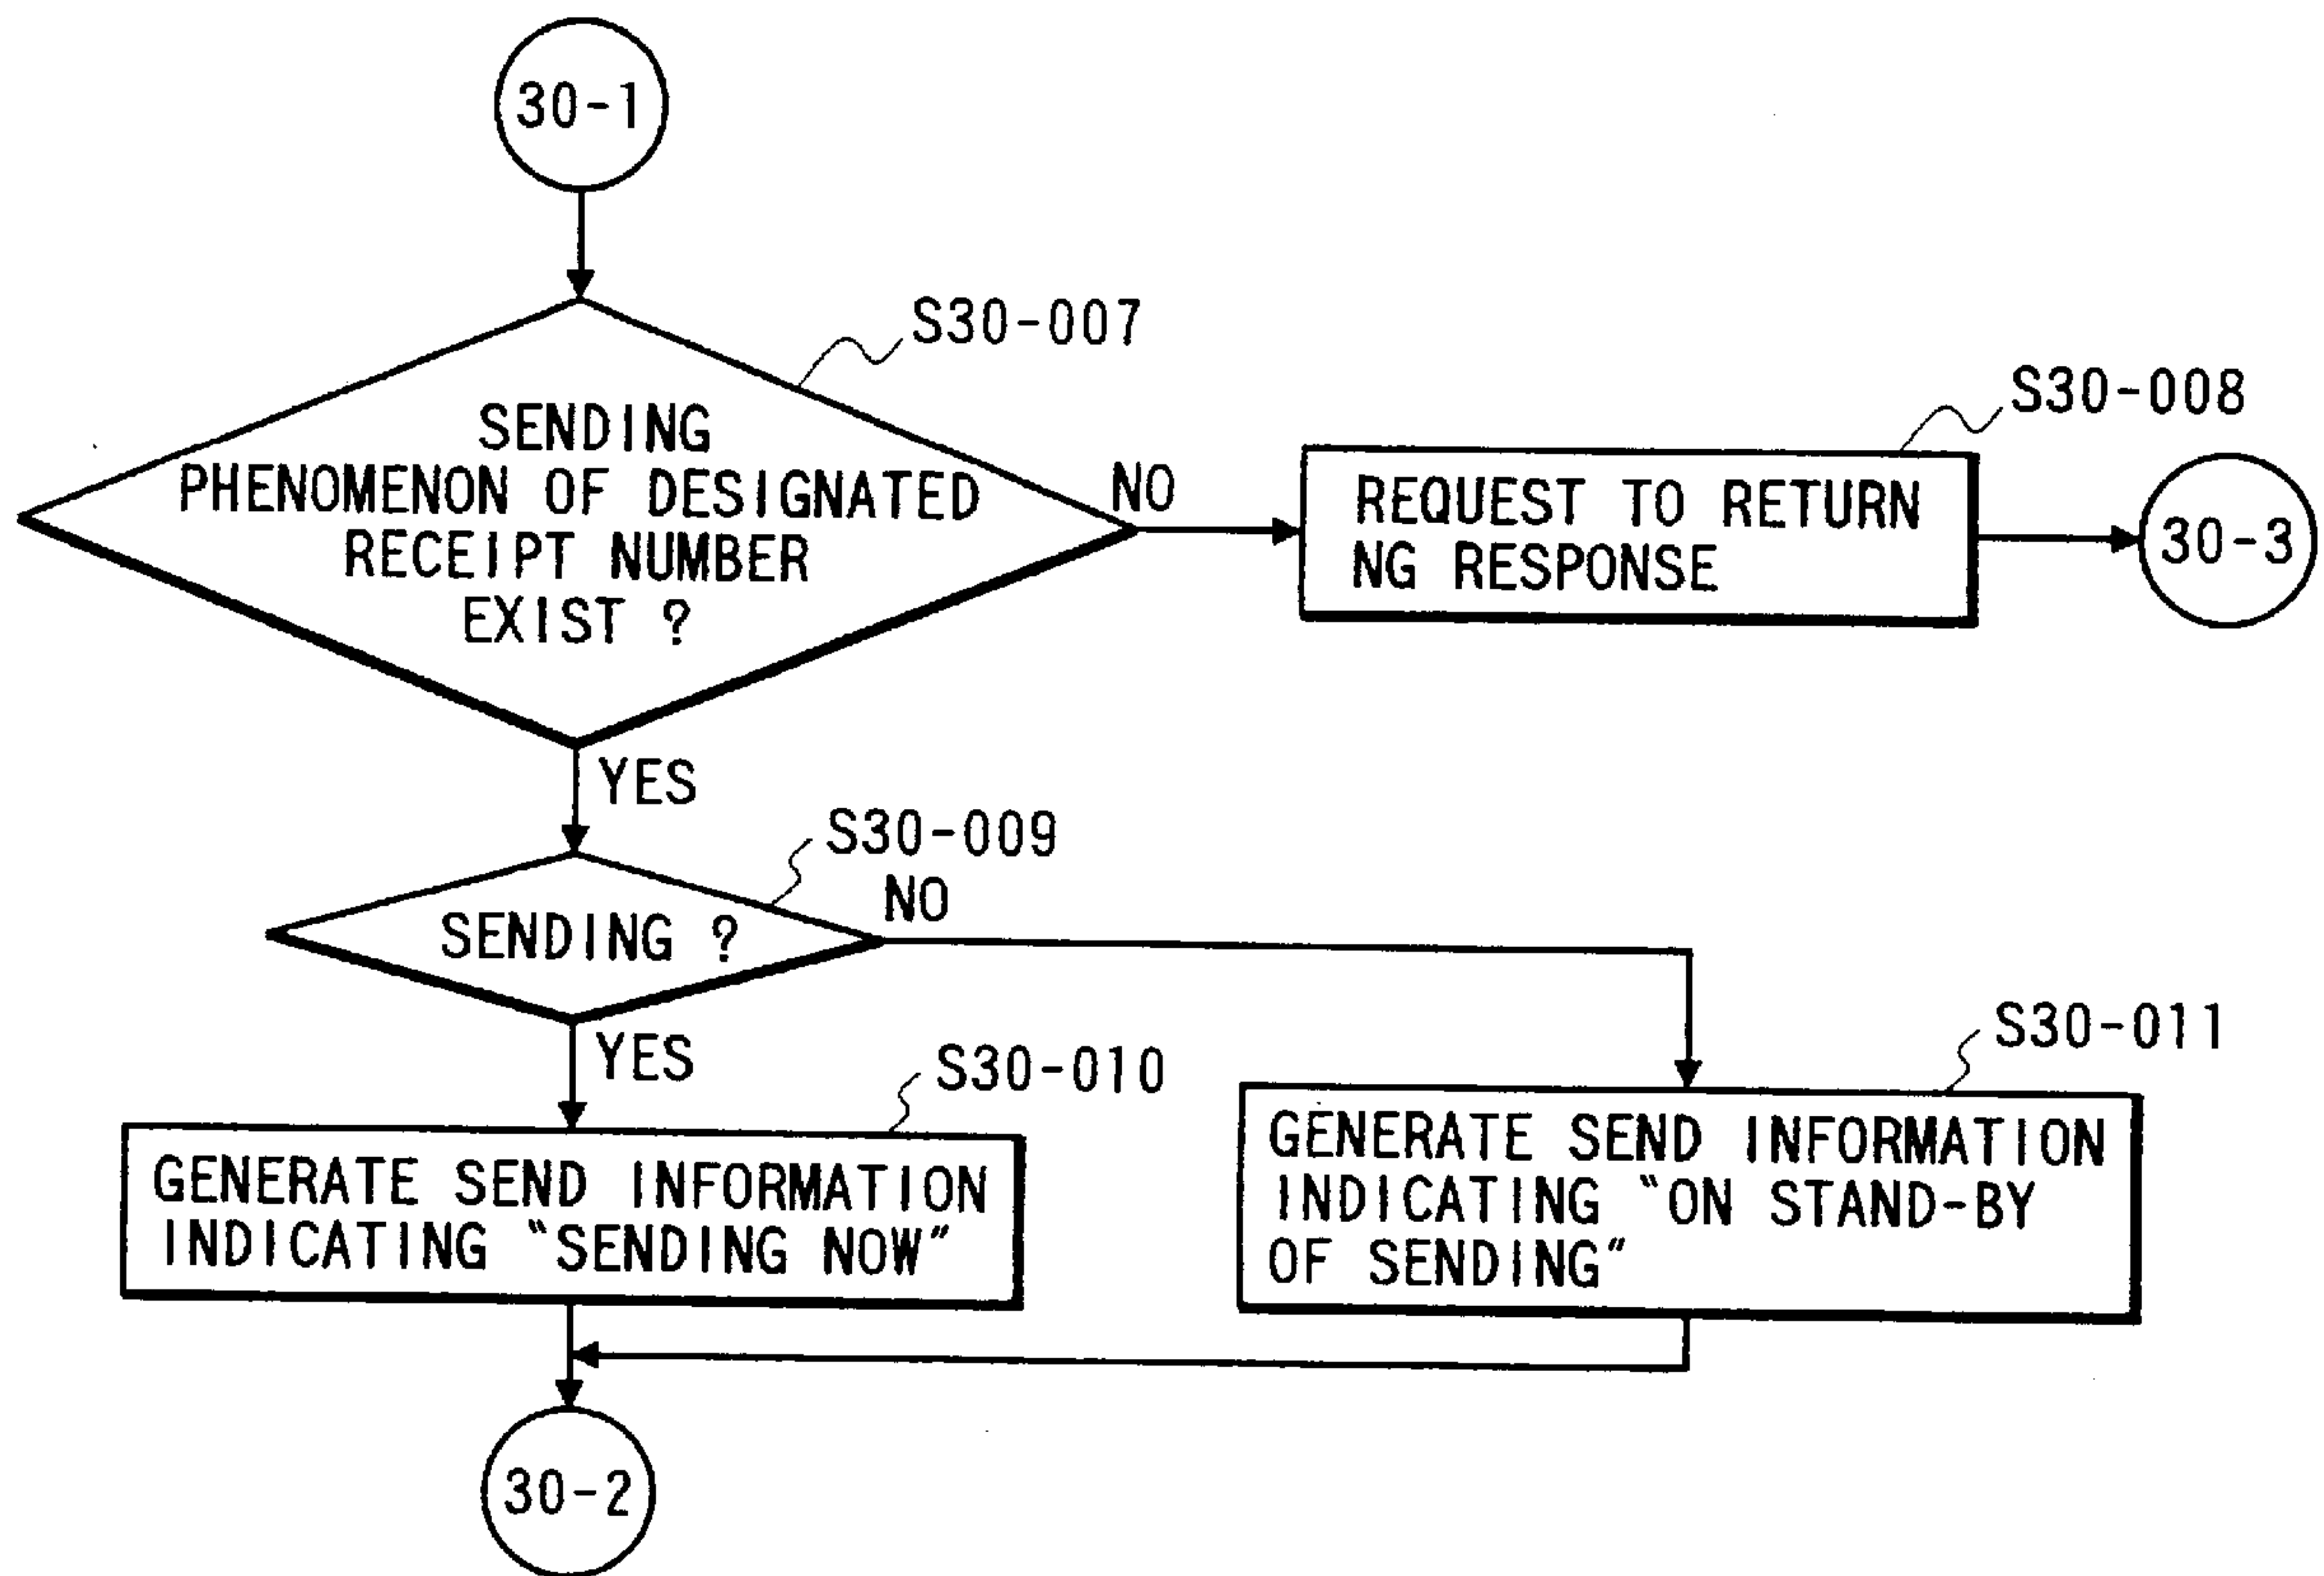 30-1
S30-007
SENDING
PHENOMENON OF DESIGNATED
RECEIPT NUMBER
EXIST ?
NO
S30-008
REQUEST TO RETURN
NG RESPONSE
30-3
YES
S30-009
SENDING ?
NO
YES
S30-010
GENERATE SEND INFORMATION
INDICATING "SENDING NOW"
S30-011
GENERATE SEND INFORMATION
INDICATING "ON STAND-BY
OF SENDING"
30-2